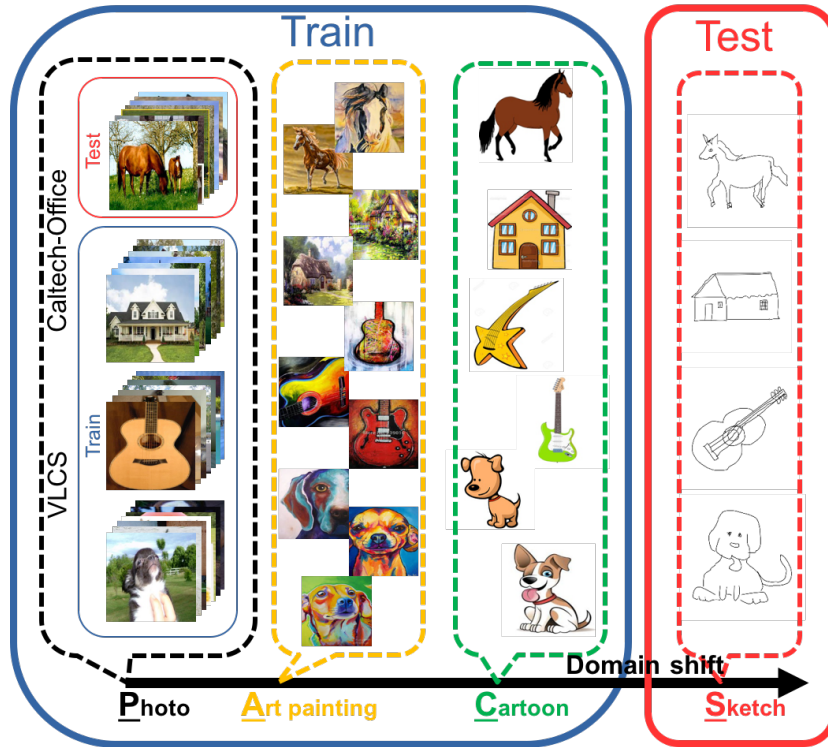 Train
Test
Caltech-Office
Test
VLCS
Train
Domain shift
Photo
Art painting
Cartoon
Sketch